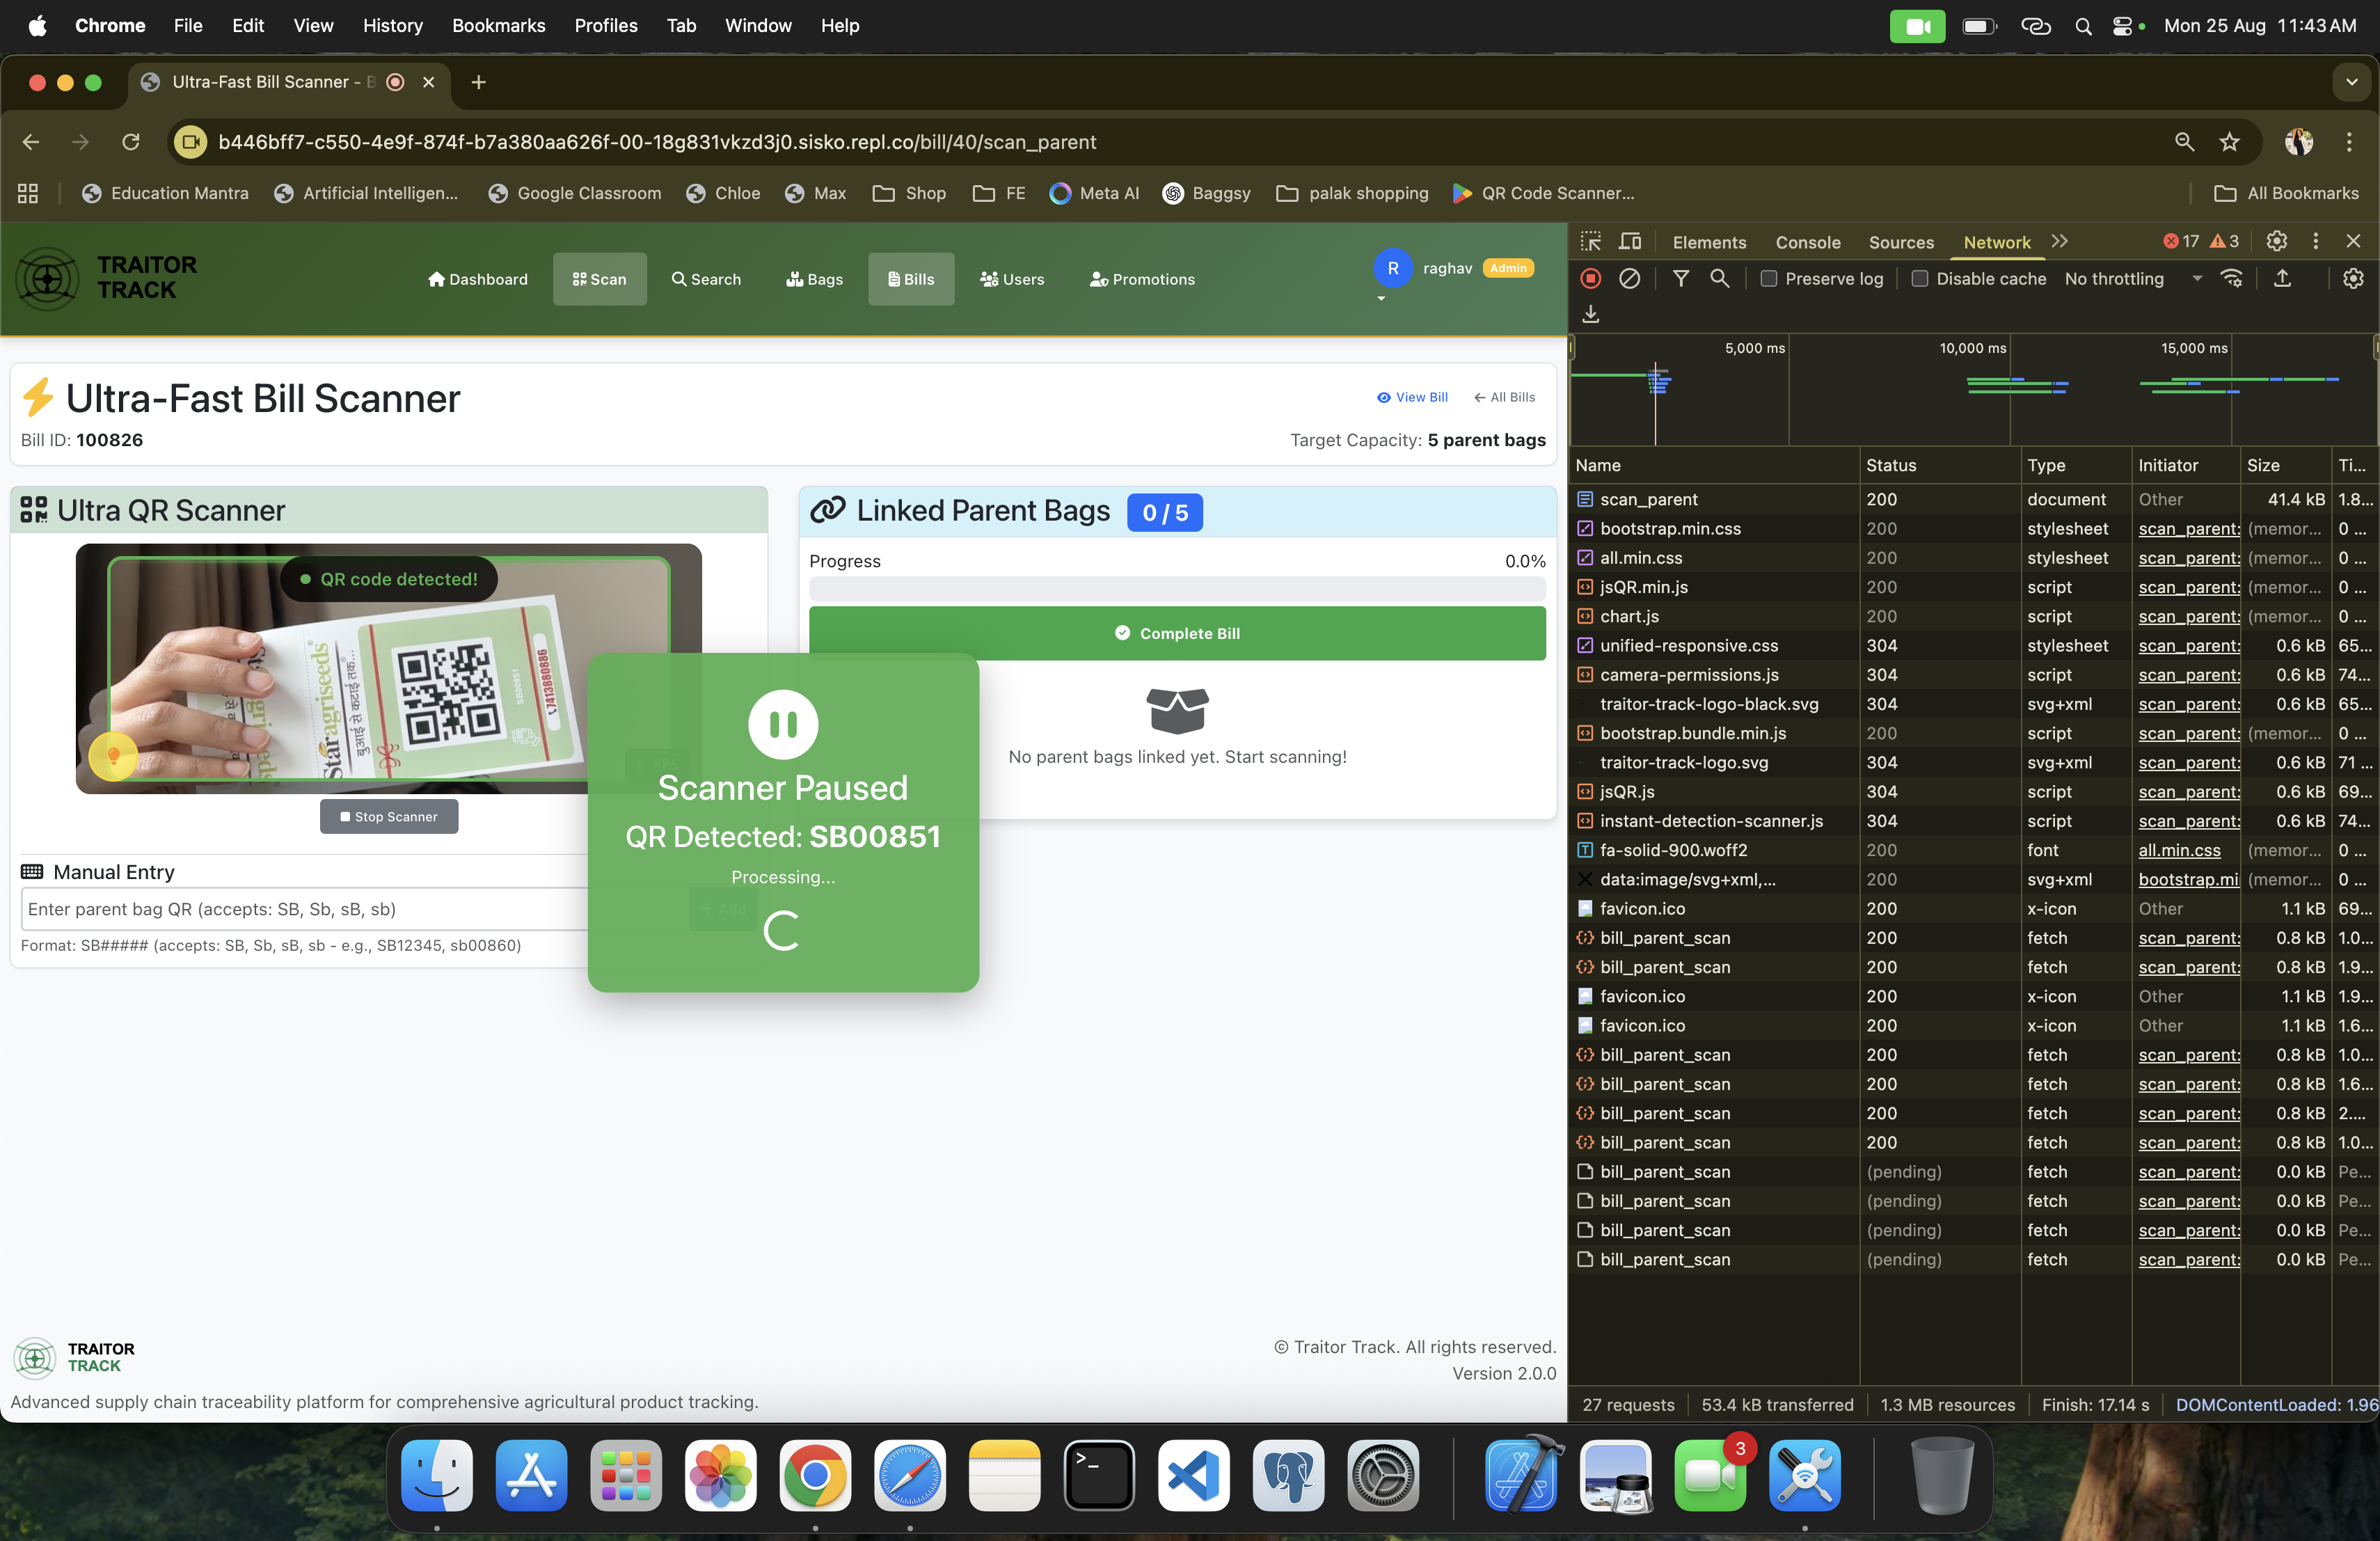 Chrome File Edit View History Bookmarks Profiles Tab Window Help Mon 25 Aug 11:43 AM
Ultra-Fast Bill Scanner - B
b446bff7-c550-4e9f-874f-b7a380aa626f-00-18g831vkzd3j0.sisko.repl.co/bill/40/scan_parent
Education Mantra Artificial Intelligen... Google Classroom Chloe Max Shop FE Meta AI Baggsy palak shopping QR Code Scanner... All Bookmarks
TRAITOR
TRACK
Dashboard Scan Search Bags Bills Users Promotions R raghav Admin
Ultra-Fast Bill Scanner
View Bill All Bills
Bill ID: 100826
Target Capacity: 5 parent bags
Ultra QR Scanner
QR code detected!
Staragriseeds
बुआई से कटाई तक...
SB00851
7413680886
Stop Scanner
Manual Entry
Enter parent bag QR (accepts: SB, Sb, sB, sb)
Add
Format: SB##### (accepts: SB, Sb, sB, sb - e.g., SB12345, sb00860)
Linked Parent Bags 0 / 5
Progress 0.0%
Complete Bill
No parent bags linked yet. Start scanning!
Scanner Paused
QR Detected: SB00851
Processing...
TRAITOR
TRACK
© Traitor Track. All rights reserved.
Version 2.0.0
Advanced supply chain traceability platform for comprehensive agricultural product tracking.
Elements Console Sources Network 17 3
Preserve log Disable cache No throttling
5,000 ms 10,000 ms 15,000 ms
Name Status Type Initiator Size Ti...
scan_parent 200 document Other 41.4 kB 1.8...
bootstrap.min.css 200 stylesheet scan_parent: (memor... 0 ...
all.min.css 200 stylesheet scan_parent: (memor... 0 ...
jsQR.min.js 200 script scan_parent: (memor... 0 ...
chart.js 200 script scan_parent: (memor... 0 ...
unified-responsive.css 304 stylesheet scan_parent: 0.6 kB 65...
camera-permissions.js 304 script scan_parent: 0.6 kB 74...
traitor-track-logo-black.svg 304 svg+xml scan_parent: 0.6 kB 65...
bootstrap.bundle.min.js 200 script scan_parent: (memor... 0 ...
traitor-track-logo.svg 304 svg+xml scan_parent: 0.6 kB 71 ...
jsQR.js 304 script scan_parent: 0.6 kB 69...
instant-detection-scanner.js 304 script scan_parent: 0.6 kB 74...
fa-solid-900.woff2 200 font all.min.css (memor... 0 ...
data:image/svg+xml,... 200 svg+xml bootstrap.mi (memor... 0 ...
favicon.ico 200 x-icon Other 1.1 kB 69...
bill_parent_scan 200 fetch scan_parent: 0.8 kB 1.0...
bill_parent_scan 200 fetch scan_parent: 0.8 kB 1.9...
favicon.ico 200 x-icon Other 1.1 kB 1.9...
favicon.ico 200 x-icon Other 1.1 kB 1.6...
bill_parent_scan 200 fetch scan_parent: 0.8 kB 1.0...
bill_parent_scan 200 fetch scan_parent: 0.8 kB 1.6...
bill_parent_scan 200 fetch scan_parent: 0.8 kB 2....
bill_parent_scan 200 fetch scan_parent: 0.8 kB 1.0...
bill_parent_scan (pending) fetch scan_parent: 0.0 kB Pe...
bill_parent_scan (pending) fetch scan_parent: 0.0 kB Pe...
bill_parent_scan (pending) fetch scan_parent: 0.0 kB Pe...
bill_parent_scan (pending) fetch scan_parent: 0.0 kB Pe...
27 requests 53.4 kB transferred 1.3 MB resources Finish: 17.14 s DOMContentLoaded: 1.96
3